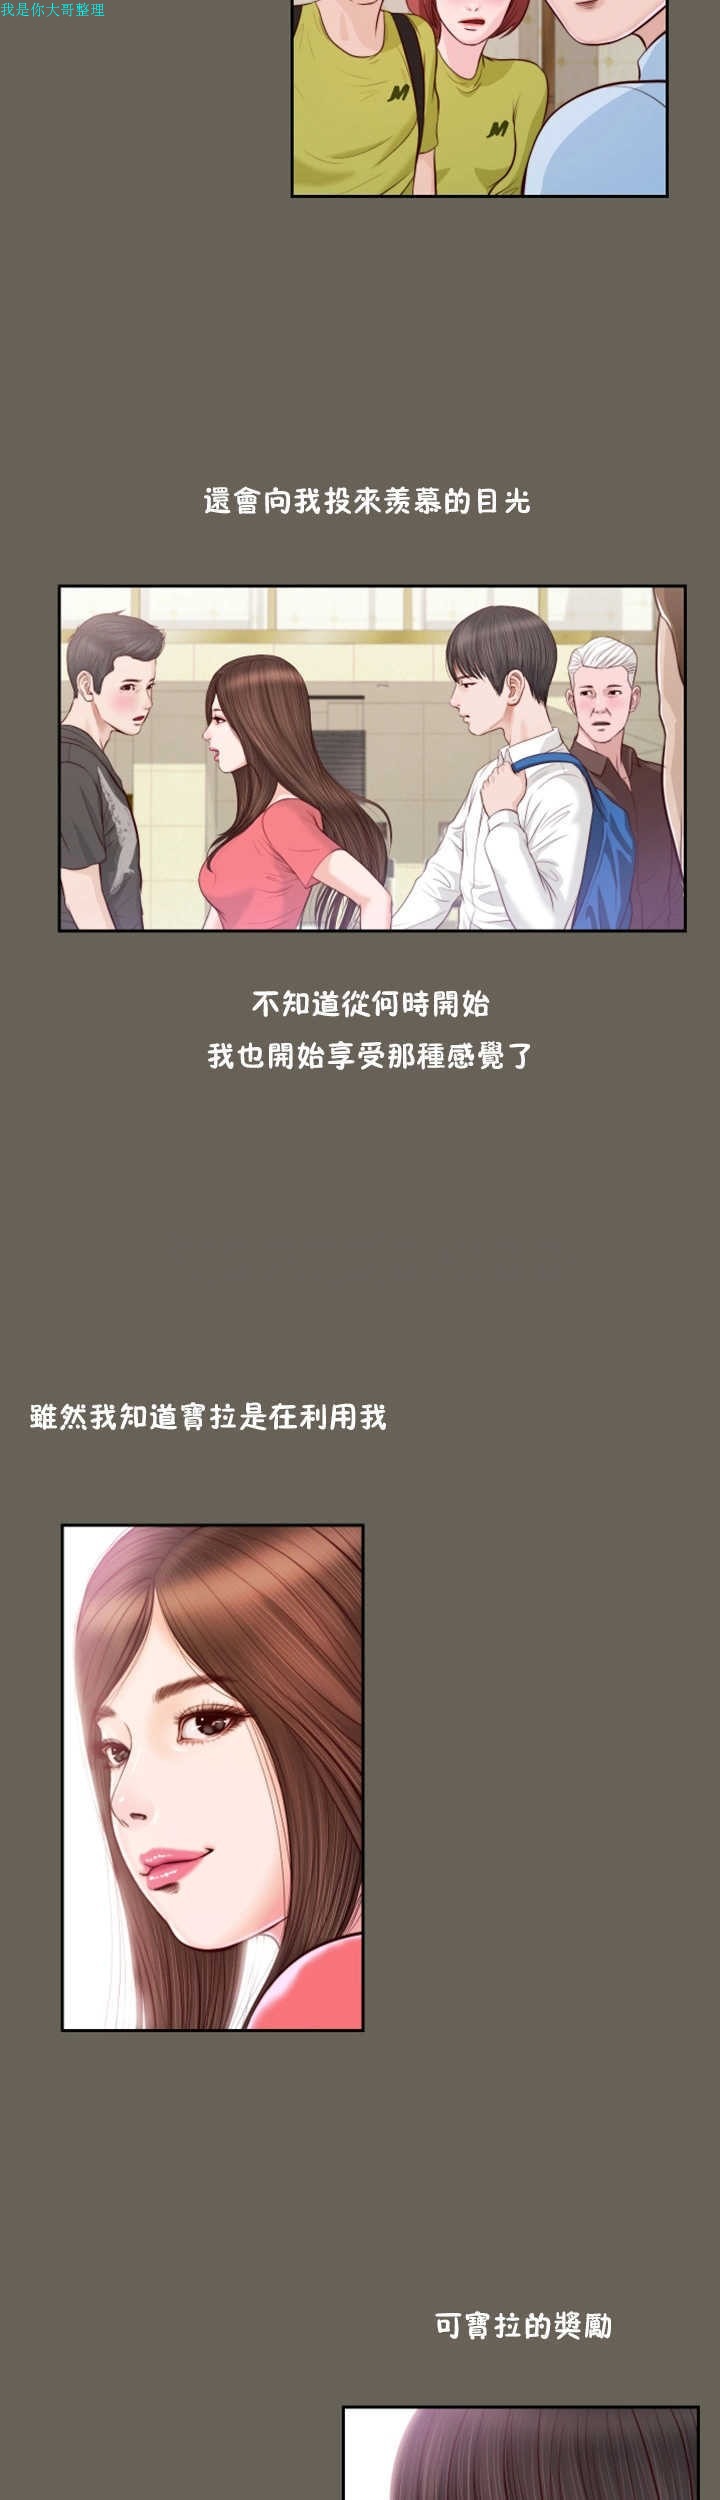 我是你大哥整理
M
M
還會向我投來羨慕的目光
不知道從何時開始
我也開始享受那種感覺了
雖然我知道寶拉是在利用我
可寶拉的獎勵